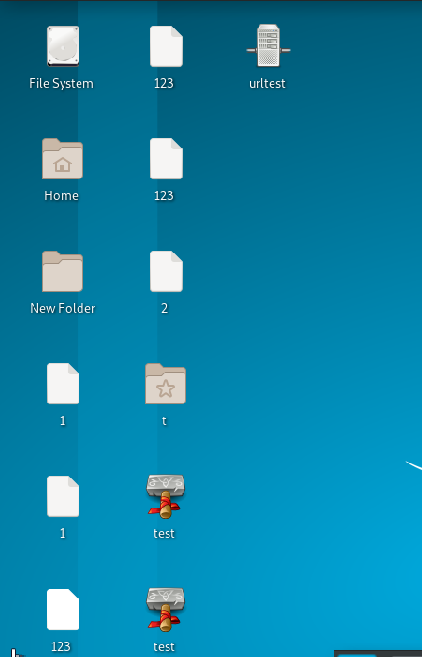 File System
123
urltest
Home
123
New Folder
2
1
t
1
test
123
test